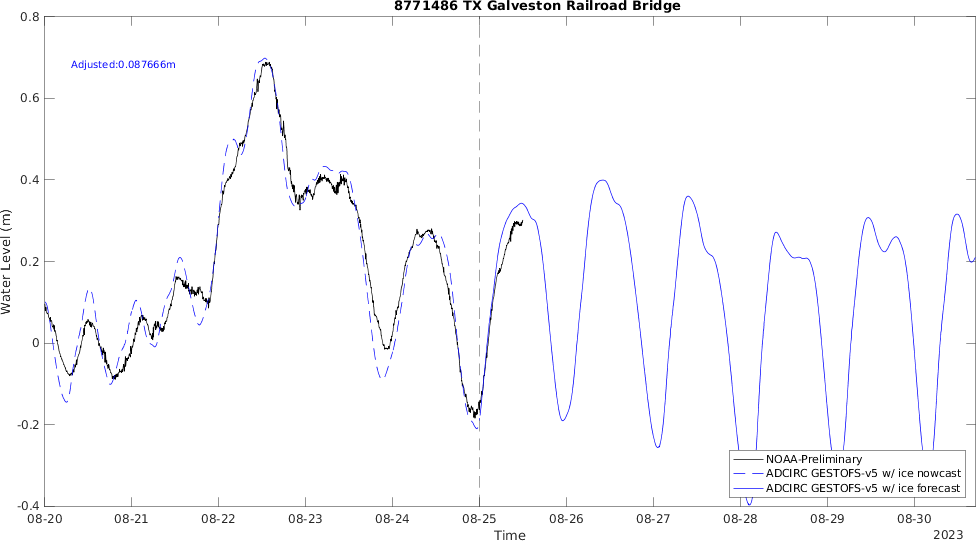 8771486 TX Galveston Railroad Bridge
0.8
Adjusted:0.087666m
0.6
0.4
0.2
0
-0.2
-0.4
Water Level (m)
NOAA-Preliminary
ADCIRC GESTOFS-v5 w/ ice nowcast
ADCIRC GESTOFS-v5 w/ ice forecast
08-20 08-21 08-22 08-23 08-24 08-25 08-26 08-27 08-28 08-29 08-30
Time
2023